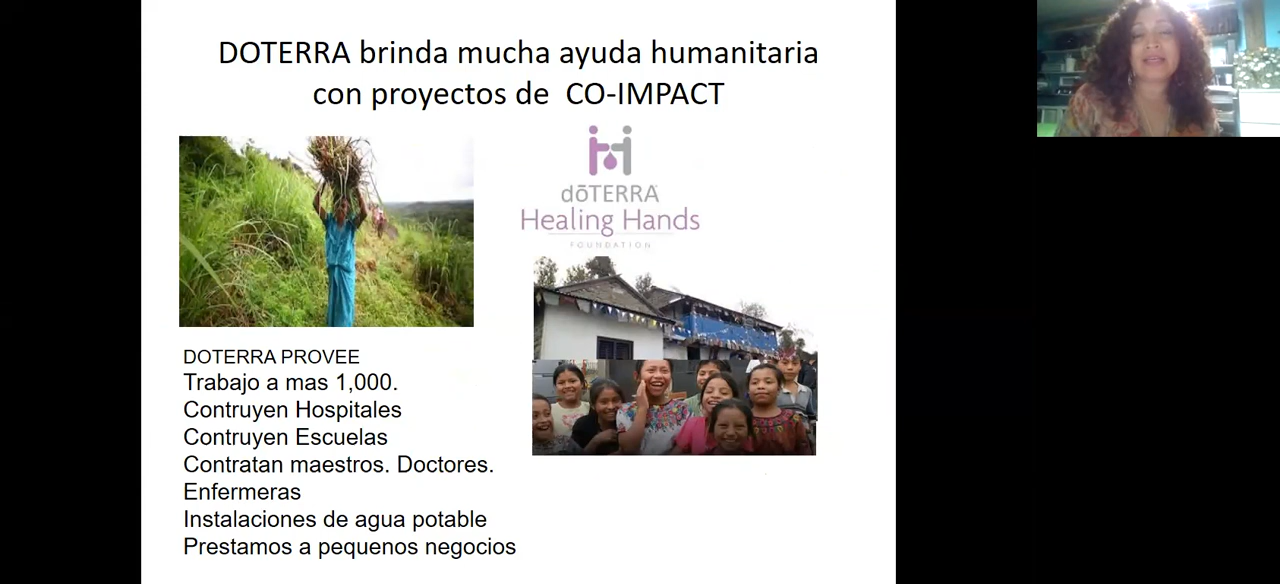 DOTERRA brinda mucha ayuda humanitaria
con proyectos de CO-IMPACT
dōTERRA
Healing Hands
FOUNDATION
DOTERRA PROVEE
Trabajo a mas 1,000.
Contruyen Hospitales
Contruyen Escuelas
Contratan maestros. Doctores.
Enfermeras
Instalaciones de agua potable
Prestamos a pequenos negocios